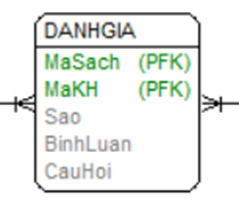 DANHGIA
MaSach (PFK)
MaKH (PFK)
Sao
BinhLuan
CauHoi